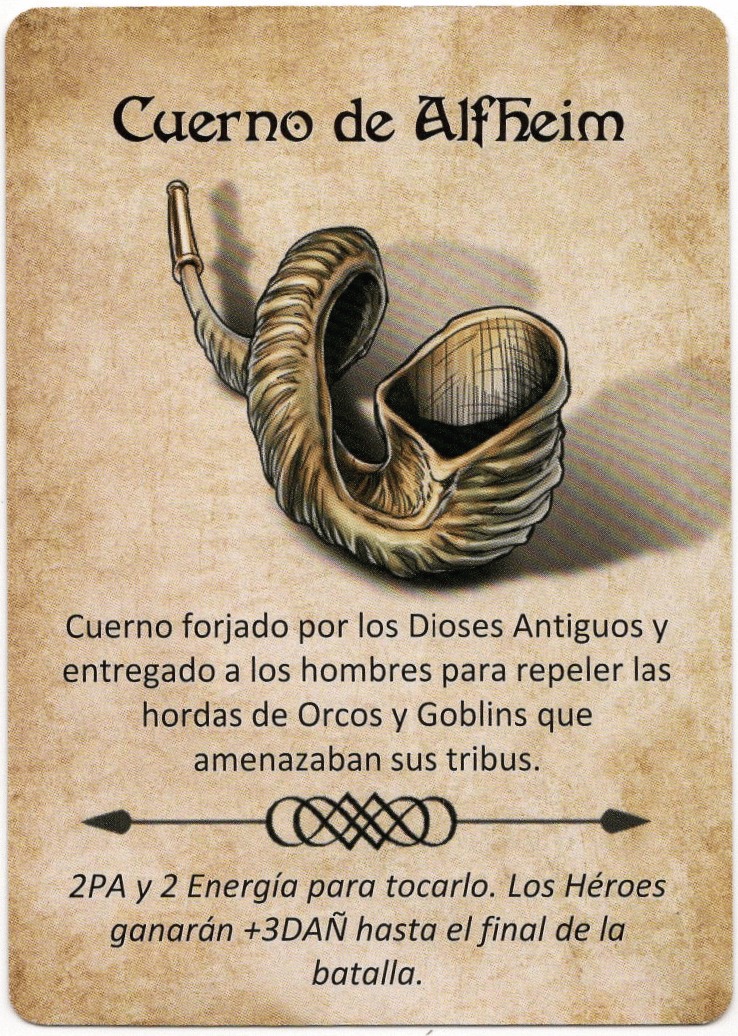 Cuerno de Alfheim
Cuerno forjado por los Dioses Antiguos y
entregado a los hombres para repeler las
hordas de Orcos y Goblins que
amenazaban sus tribus.
2PA y 2 Energía para tocarlo. Los Héroes
ganarán +3DAÑ hasta el final de la
batalla.